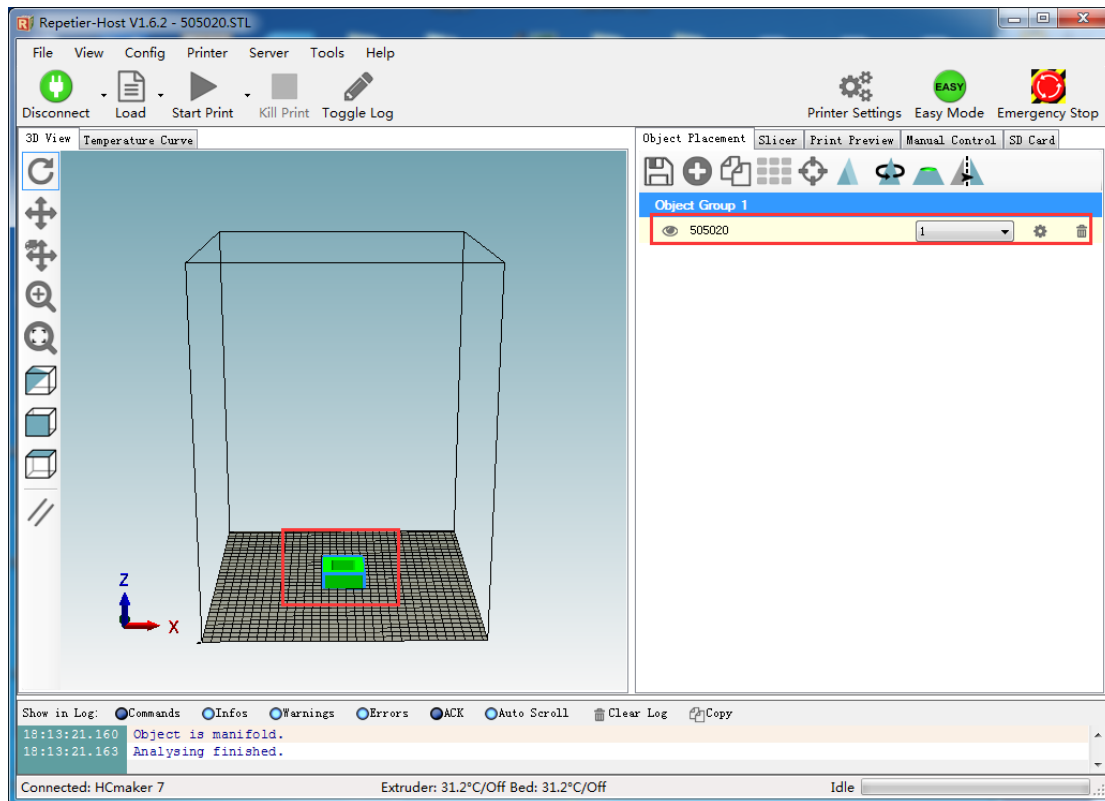 Repetier-Host V1.6.2 - 505020.STL
File View Config Printer Server Tools Help
Disconnect Load Start Print Kill Print Toggle Log Printer Settings Easy Mode Emergency Stop
EASY
3D View Temperature Curve
Object Placement Slicer Print Preview Manual Control SD Card
Object Group 1
505020 1
Z
X
Show in Log: Commands Infos Warnings Errors ACK Auto Scroll Clear Log Copy
18:13:21.160 Object is manifold.
18:13:21.163 Analysing finished.
Connected: HCmaker 7 Extruder: 31.2°C/Off Bed: 31.2°C/Off Idle